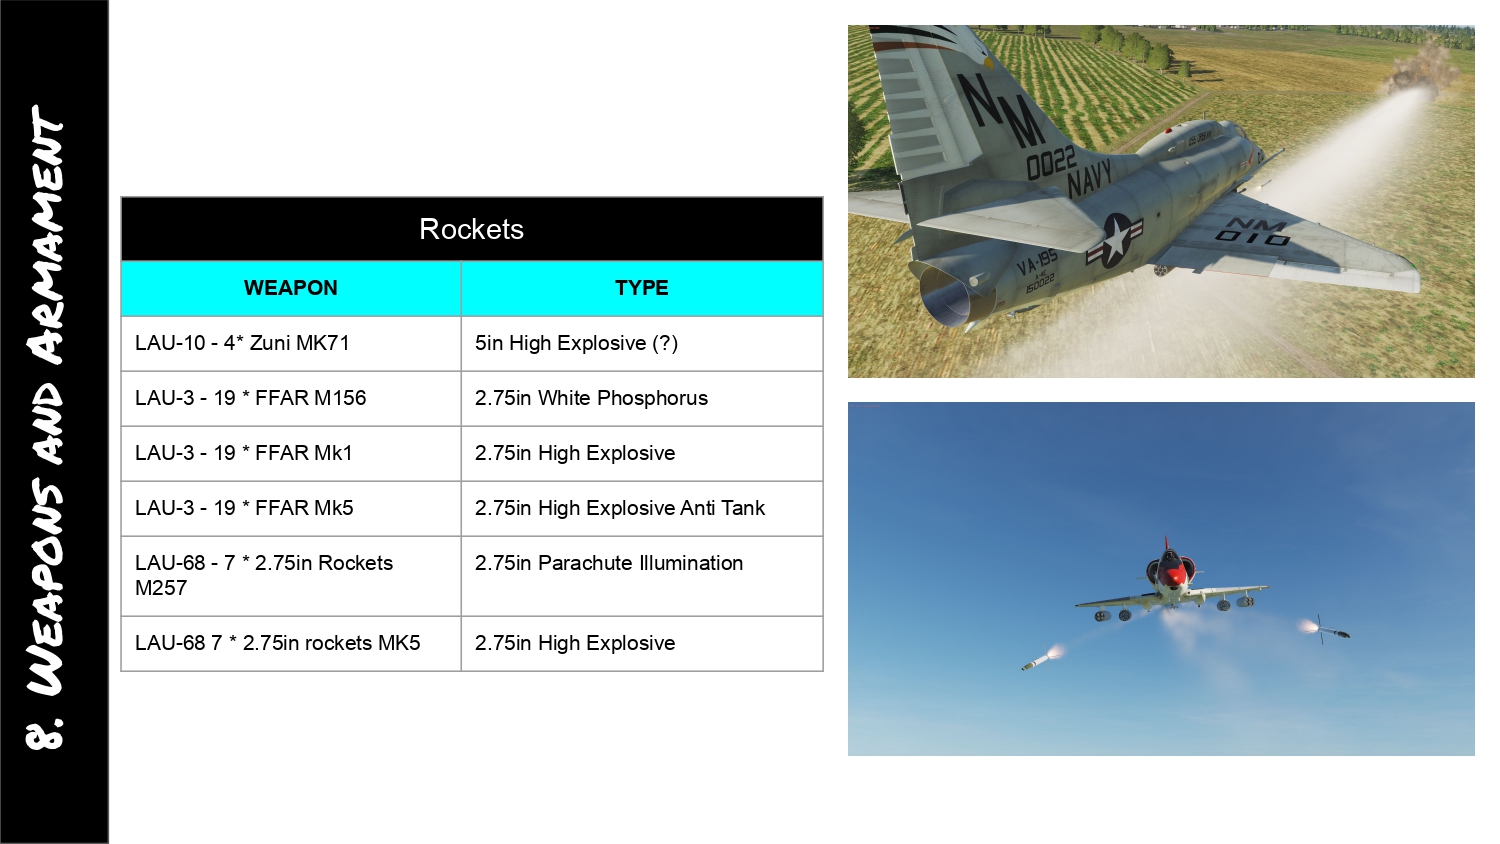 8. Weapons and Armament
Rockets
WEAPON TYPE
LAU-10 - 4* Zuni MK71 5in High Explosive (?)
LAU-3 - 19 * FFAR M156 2.75in White Phosphorus
LAU-3 - 19 * FFAR Mk1 2.75in High Explosive
LAU-3 - 19 * FFAR Mk5 2.75in High Explosive Anti Tank
LAU-68 - 7 * 2.75in Rockets 2.75in Parachute Illumination
M257
LAU-68 7 * 2.75in rockets MK5 2.75in High Explosive
NM
0022
NAVY
VA-195
A-4E
150022
NM
010